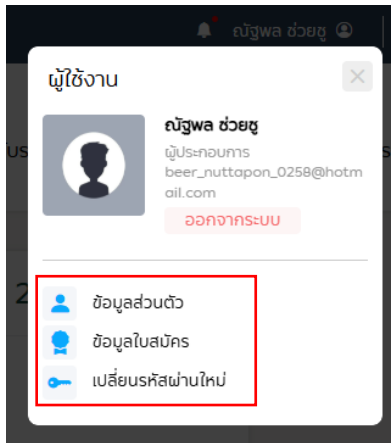 ณัฐพล ช่วยชู
ผู้ใช้งาน
ณัฐพล ช่วยชู
ผู้ประกอบการ
beer_nuttapon_0258@hotm
ail.com
ออกจากระบบ
2
ข้อมูลส่วนตัว
ข้อมูลใบสมัคร
เปลี่ยนรหัสผ่านใหม่